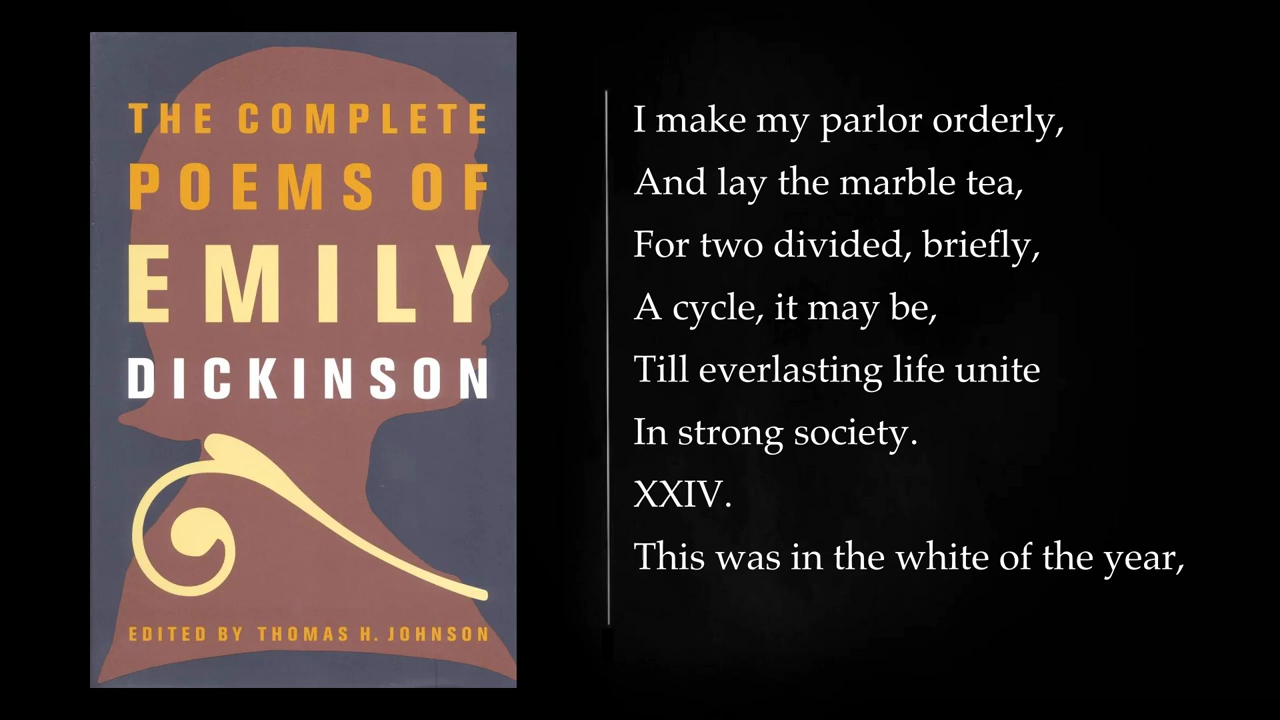 THE COMPLETE
POEMS OF
EMILY
DICKINSON
EDITED BY THOMAS H. JOHNSON
I make my parlor orderly,
And lay the marble tea,
For two divided, briefly,
A cycle, it may be,
Till everlasting life unite
In strong society.
XXIV.
This was in the white of the year,